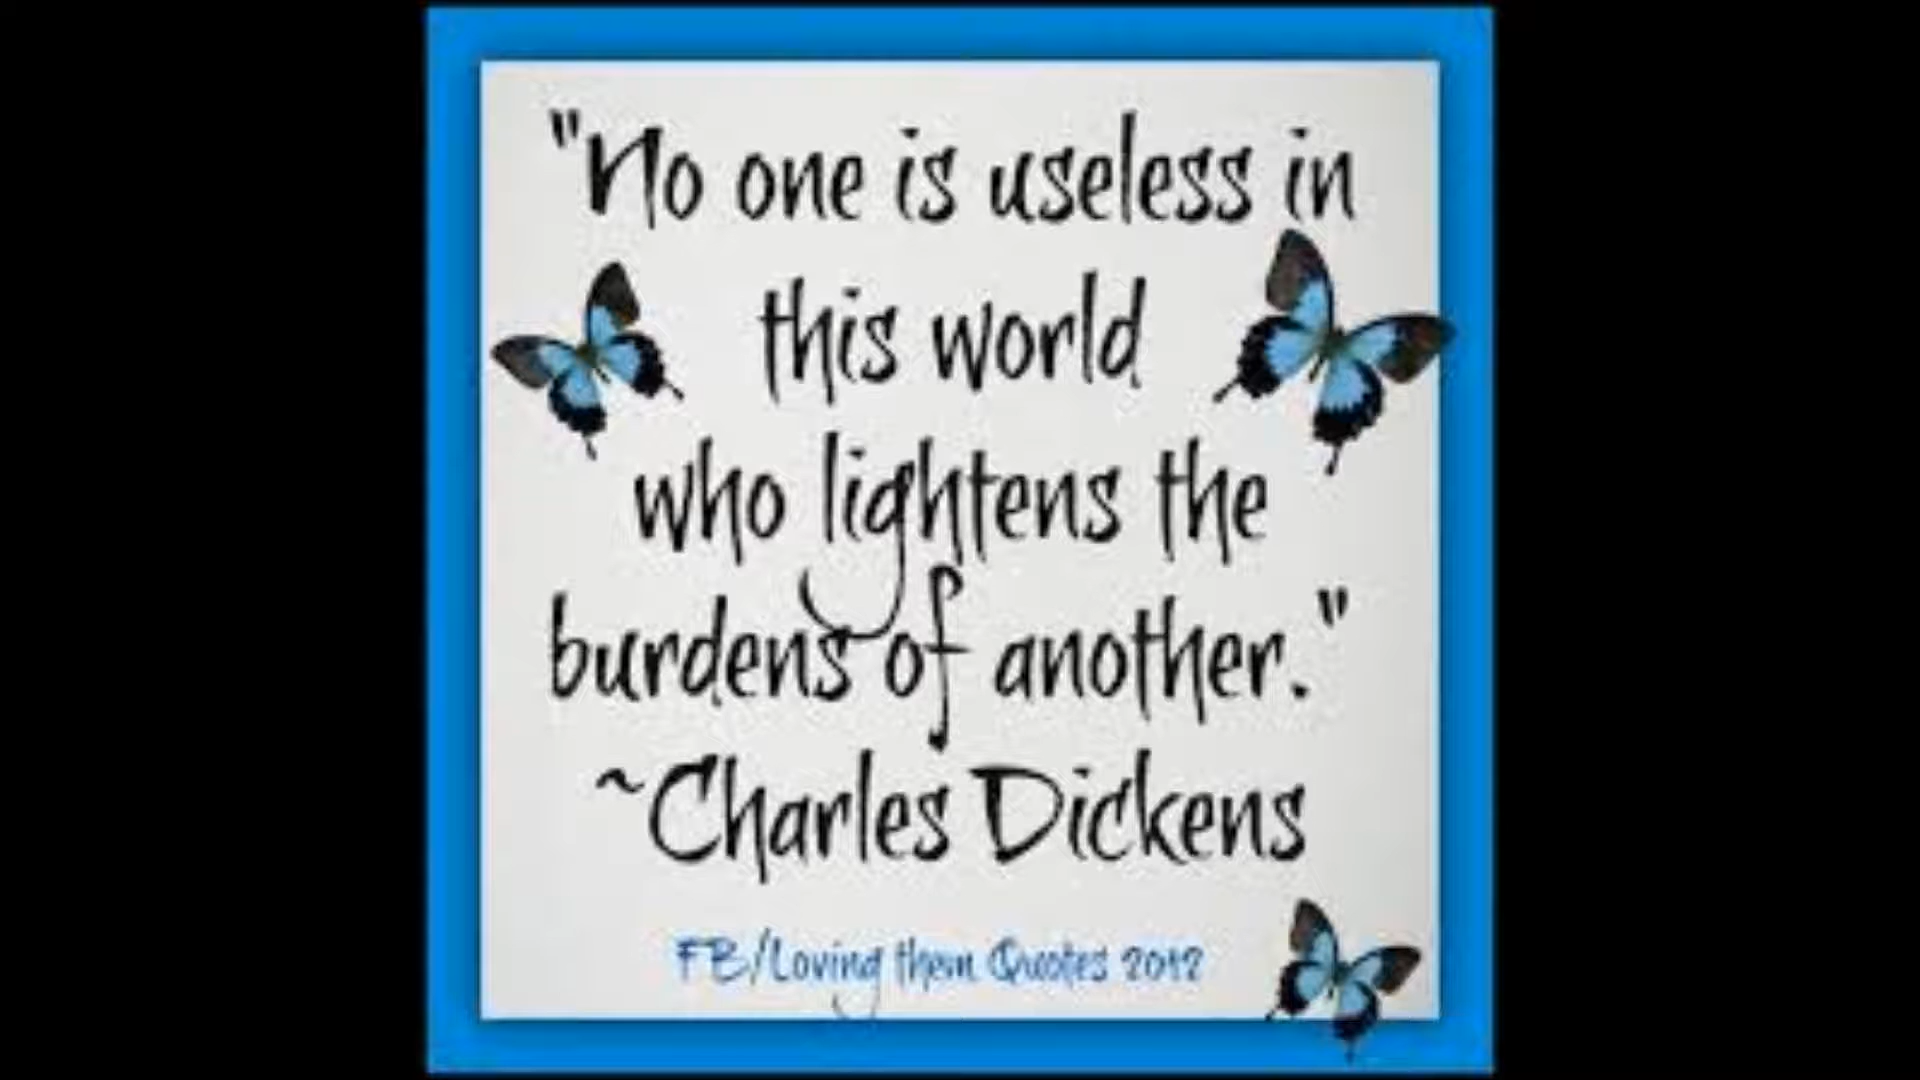 "No one is useless in
this world
who lightens the
burdens of another."
~Charles Dickens
FB/Loving them Quotes 2012